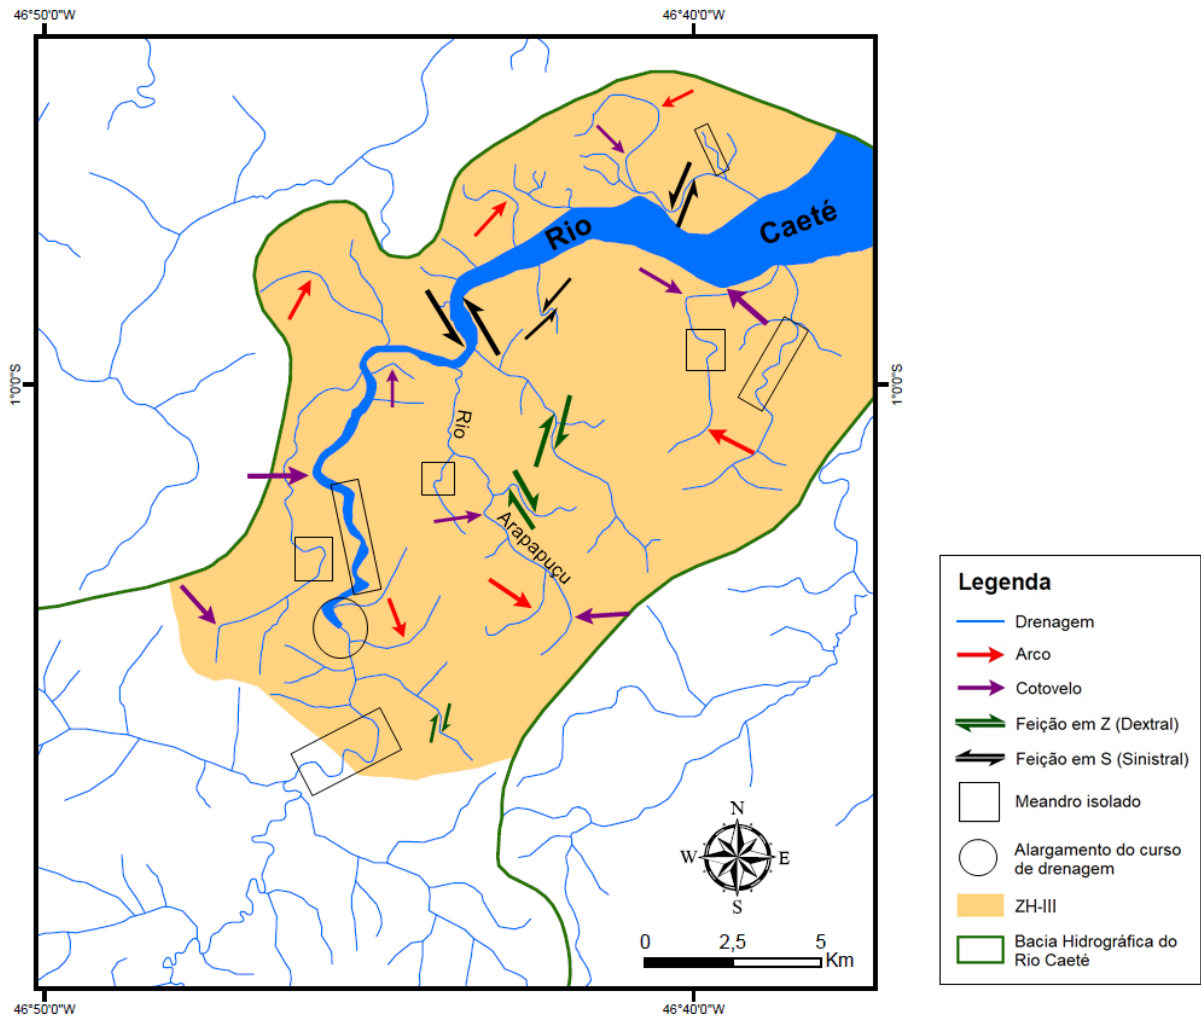 46°50'0"W
46°40'0"W
Rio
Caeté
1°0'0"S
1°0'0"S
Rio
Arapapuçu
Legenda
Drenagem
Arco
Cotovelo
Feição em Z (Dextral)
Feição em S (Sinistral)
Meandro isolado
Alargamento do curso
de drenagem
ZH-III
Bacia Hidrográfica do
Rio Caeté
N
W
E
S
0 2,5 5
Km
46°50'0"W
46°40'0"W